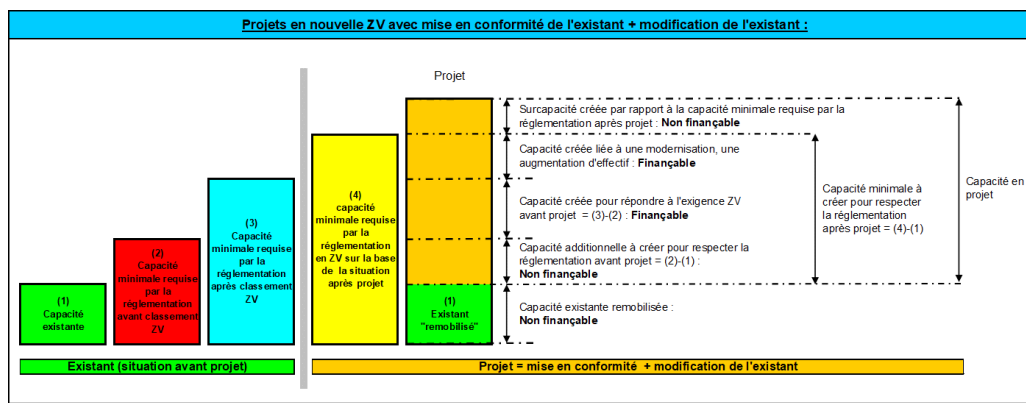 Projets en nouvelle ZV avec mise en conformité de l'existant + modification de l'existant :
Projet
(1)
Capacité
existante
(2)
Capacité
minimale requise
par la
réglementation
avant classement
ZV
(3)
Capacité
minimale requise
par la
réglementation
après classement
ZV
(4)
capacité
minimale requise
par la
réglementation
en ZV sur la base
de la situation
après projet
(1)
Existant
"remobilisé"
Surcapacité créée par rapport à la capacité minimale requise par la
réglementation après projet : Non finançable
Capacité créée liée à une modernisation, une
augmentation d'effectif : Finançable
Capacité créée pour répondre à l'exigence ZV
avant projet = (3)-(2) : Finançable
Capacité additionnelle à créer pour respecter la
réglementation avant projet = (2)-(1) :
Non finançable
Capacité existante remobilisée :
Non finançable
Capacité minimale à
créer pour respecter
la réglementation
après projet = (4)-(1)
Capacité en
projet
Existant (situation avant projet)
Projet = mise en conformité + modification de l'existant